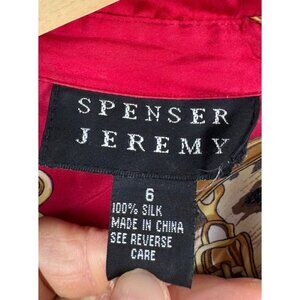 SPENSER
JEREMY
6
100% SILK
MADE IN CHINA
SEE REVERSE
CARE